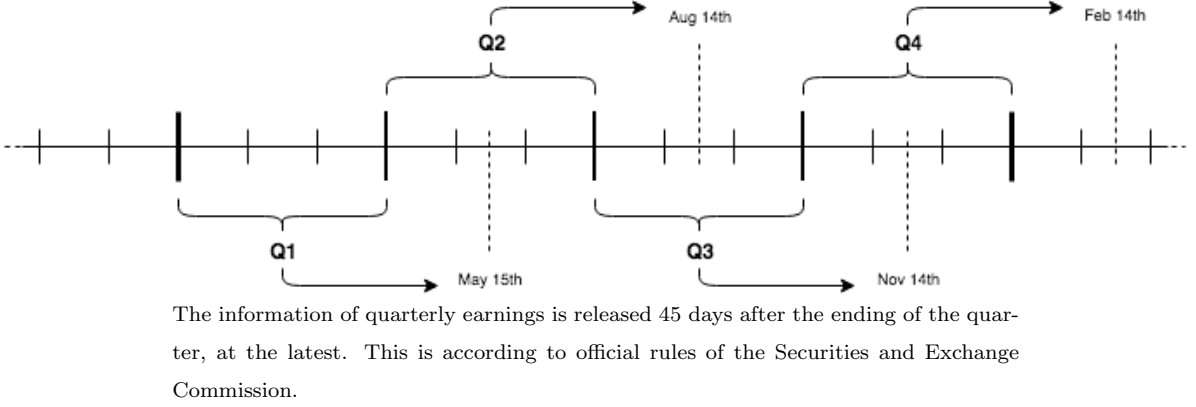 Aug 14th
Feb 14th
Q2
Q4
Q1
Q3
May 15th
Nov 14th
The information of quarterly earnings is released 45 days after the ending of the quar-
ter, at the latest. This is according to official rules of the Securities and Exchange
Commission.